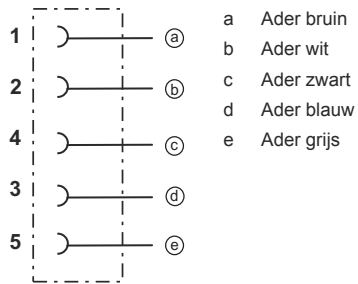 1 ⓐ
2 ⓑ
4 ⓒ
3 ⓓ
5 ⓔ
a Ader bruin
b Ader wit
c Ader zwart
d Ader blauw
e Ader grijs